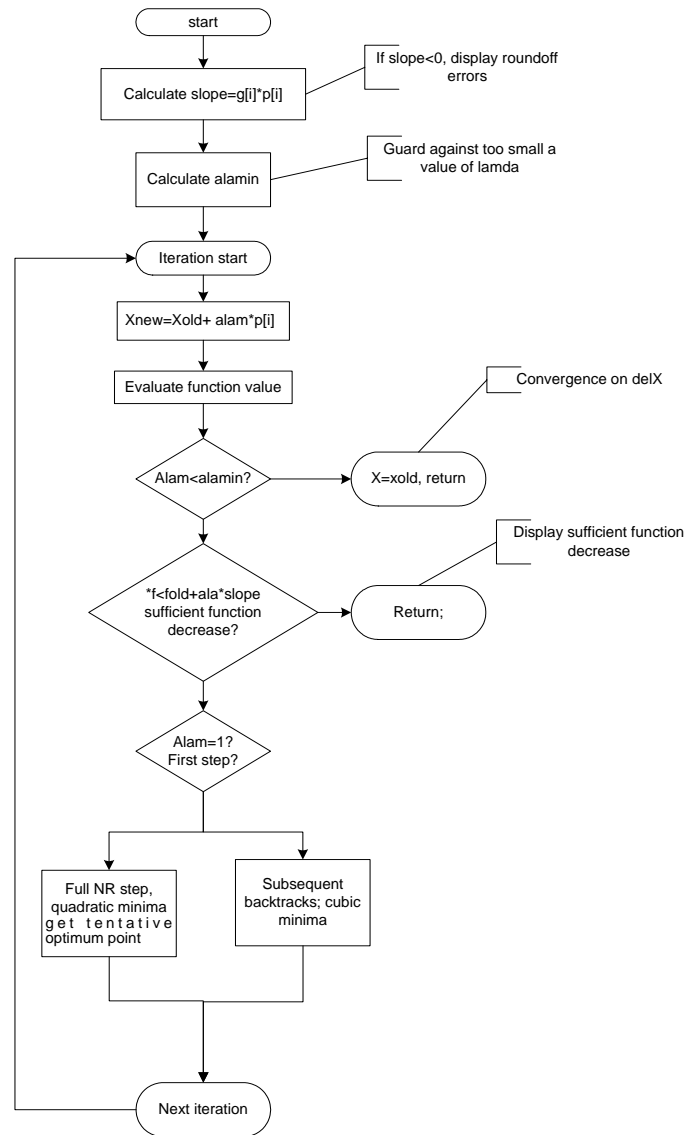 start
If slope<0, display roundoff
errors
Calculate slope=g[i]*p[i]
Guard against too small a
value of lamda
Calculate alamin
Iteration start
Xnew=Xold+ alam*p[i]
Evaluate function value
Convergence on delX
Alam<alamin?
X=xold, return
Display sufficient function
decrease
*f<fold+ala*slope
sufficient function
decrease?
Return;
Alam=1?
First step?
Full NR step,
quadratic minima
get tentative
optimum point
Subsequent
backtracks; cubic
minima
Next iteration